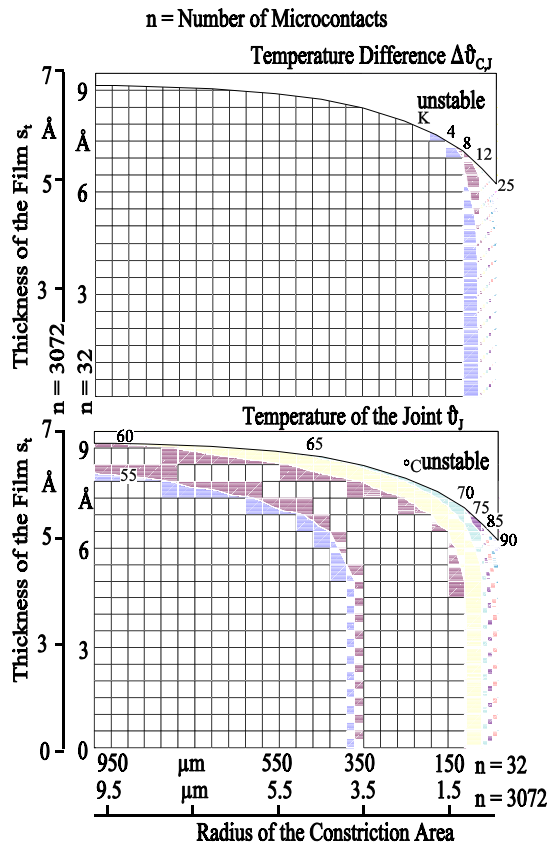 n = Number of Microcontacts
Temperature Difference ΔϑC,J
7
9
unstable
K
Å
4
8
Å
12
5
6
25
3
3
Thickness of the Film st
n = 3072
n = 32
Temperature of the Joint ϑJ
7
60
65
9
°C unstable
55
Å
70
Å
75
85
5
90
6
3
3
Thickness of the Film st
0
0
950 µm 550 350 150 n = 32
9.5 µm 5.5 3.5 1.5 n = 3072
Radius of the Constriction Area